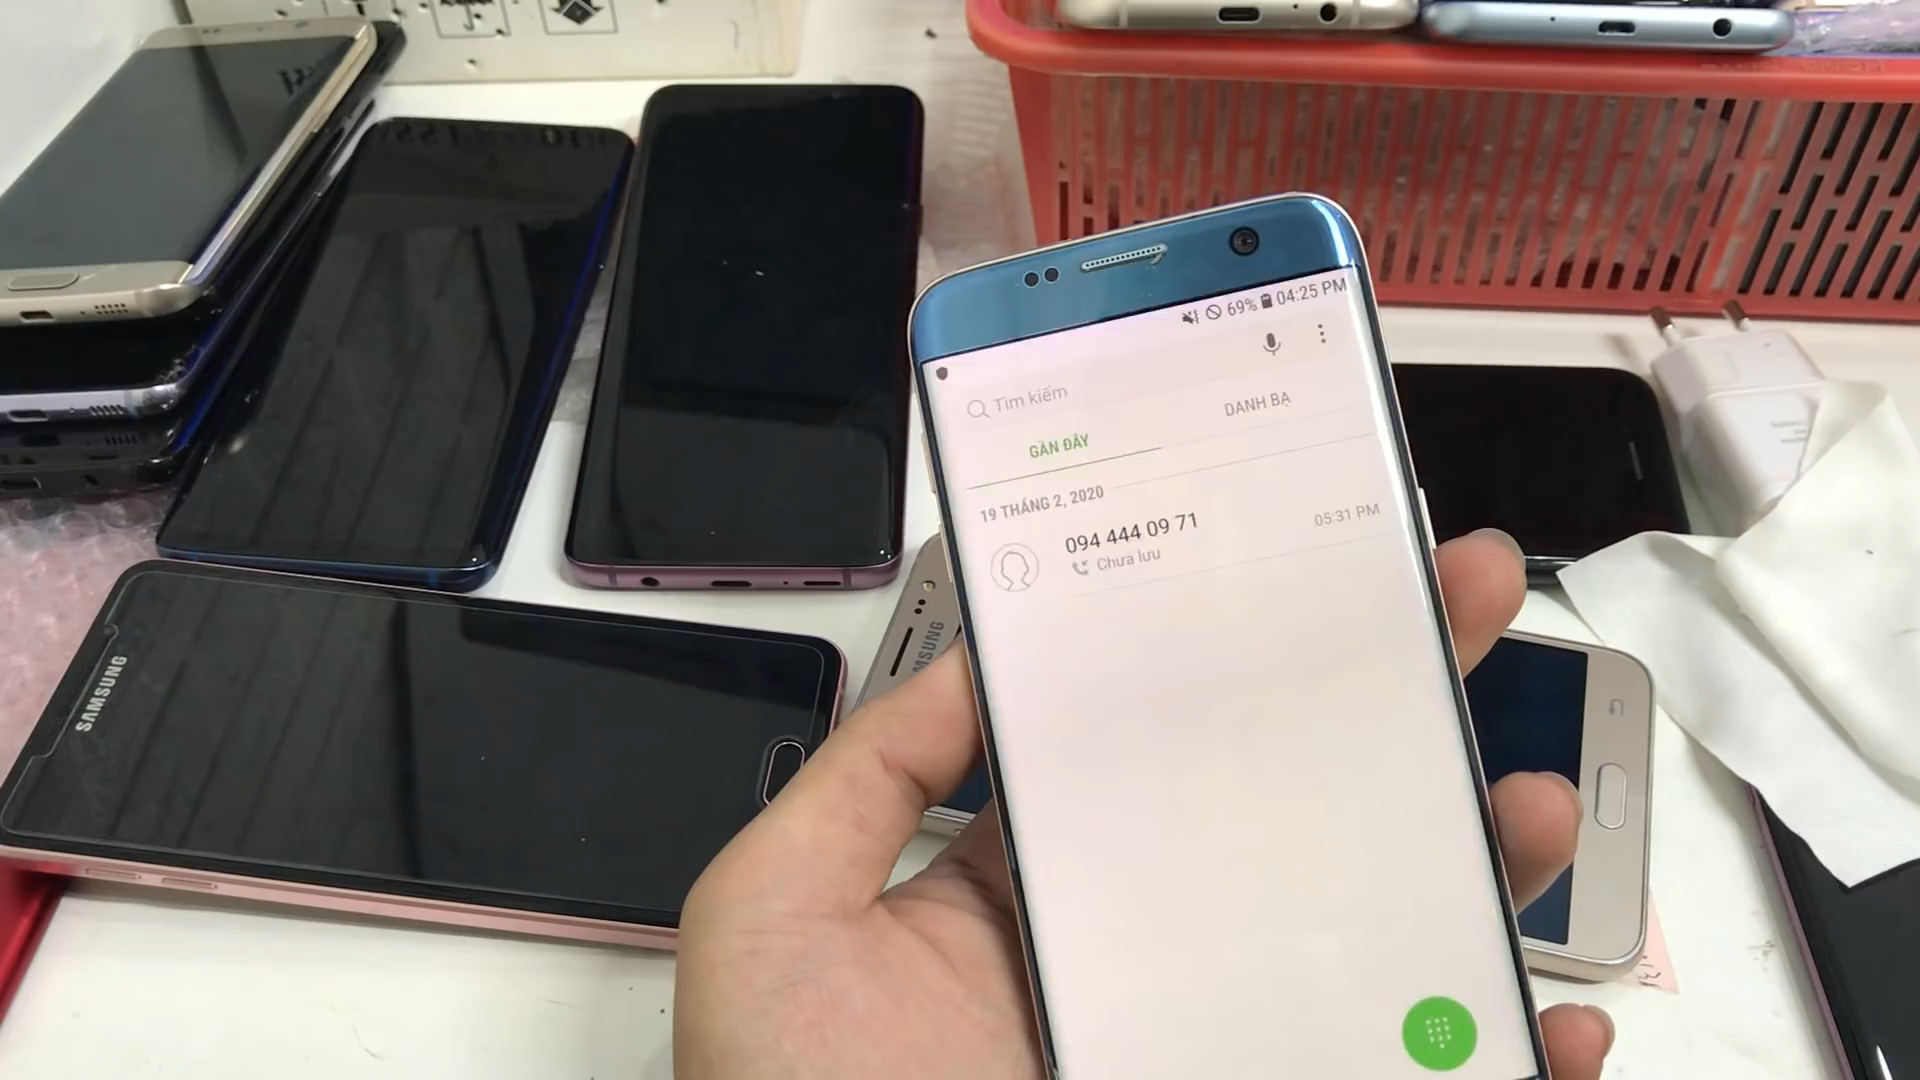 69% 04:25 PM
Tìm kiếm
GẦN ĐÂY
DANH BẠ
19 THÁNG 2, 2020
094 444 09 71
05:31 PM
Chưa lưu
SAMSUNG
MSUNG